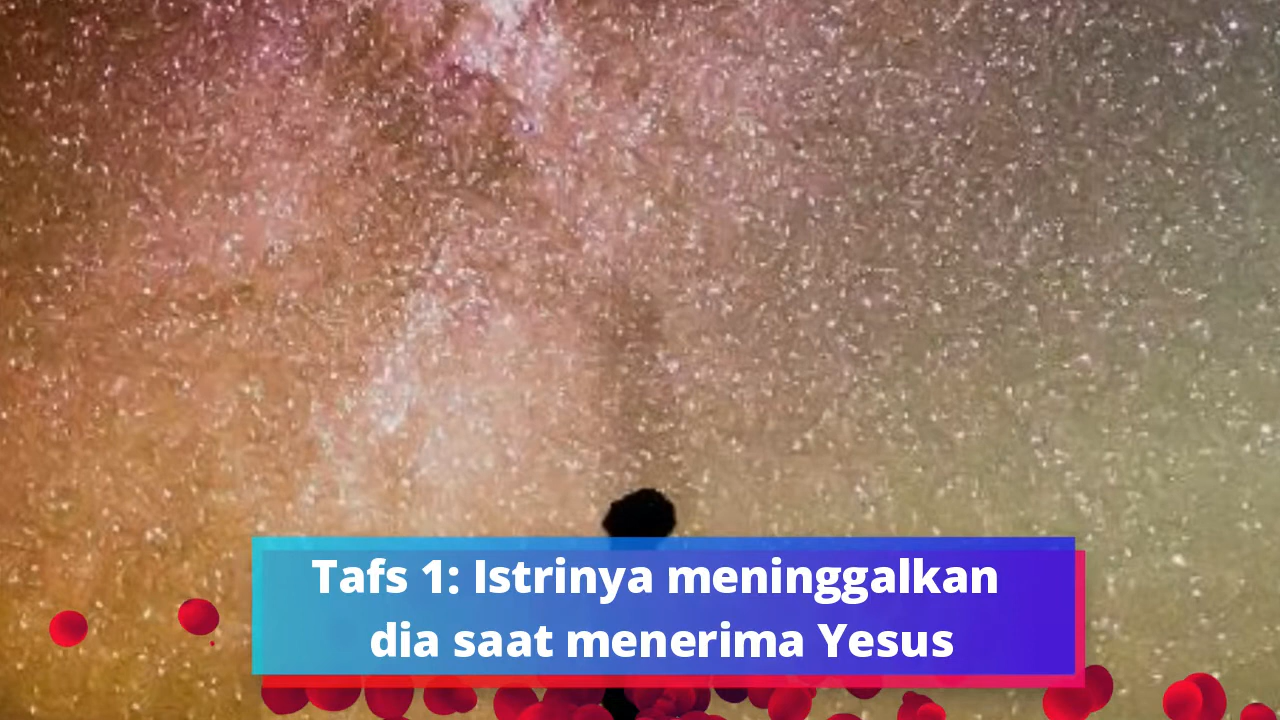 Tafs 1: Istrinya meninggalkan
dia saat menerima Yesus